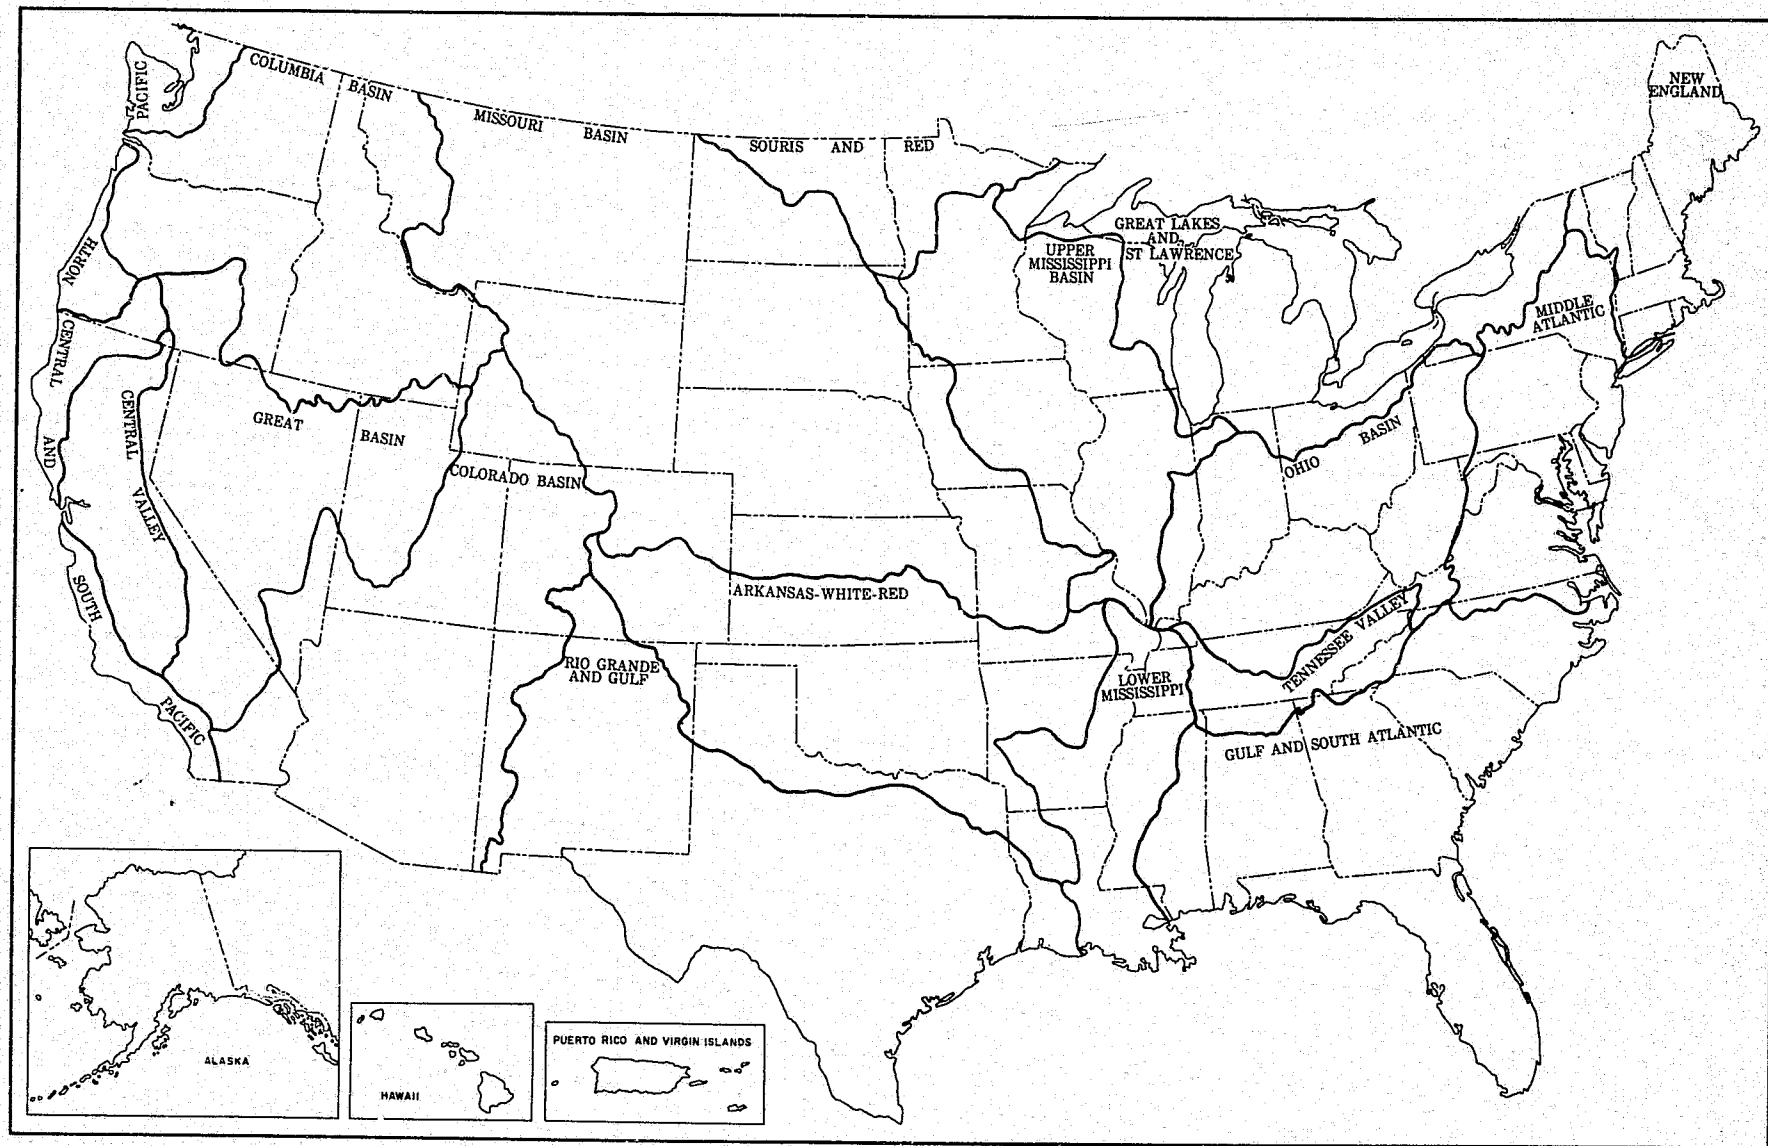 COLUMBIA BASIN
MISSOURI BASIN
SOURIS AND RED
NEW
ENGLAND
PACIFIC
NORTH
CENTRAL
AND
SOUTH
PACIFIC
CENTRAL
VALLEY
GREAT BASIN
COLORADO BASIN
UPPER
MISSISSIPPI
BASIN
GREAT LAKES
AND
ST LAWRENCE
MIDDLE
ATLANTIC
OHIO BASIN
ARKANSAS-WHITE-RED
TENNESSEE VALLEY
RIO GRANDE
AND GULF
LOWER
MISSISSIPPI
GULF AND SOUTH ATLANTIC
ALASKA
HAWAII
PUERTO RICO AND VIRGIN ISLANDS